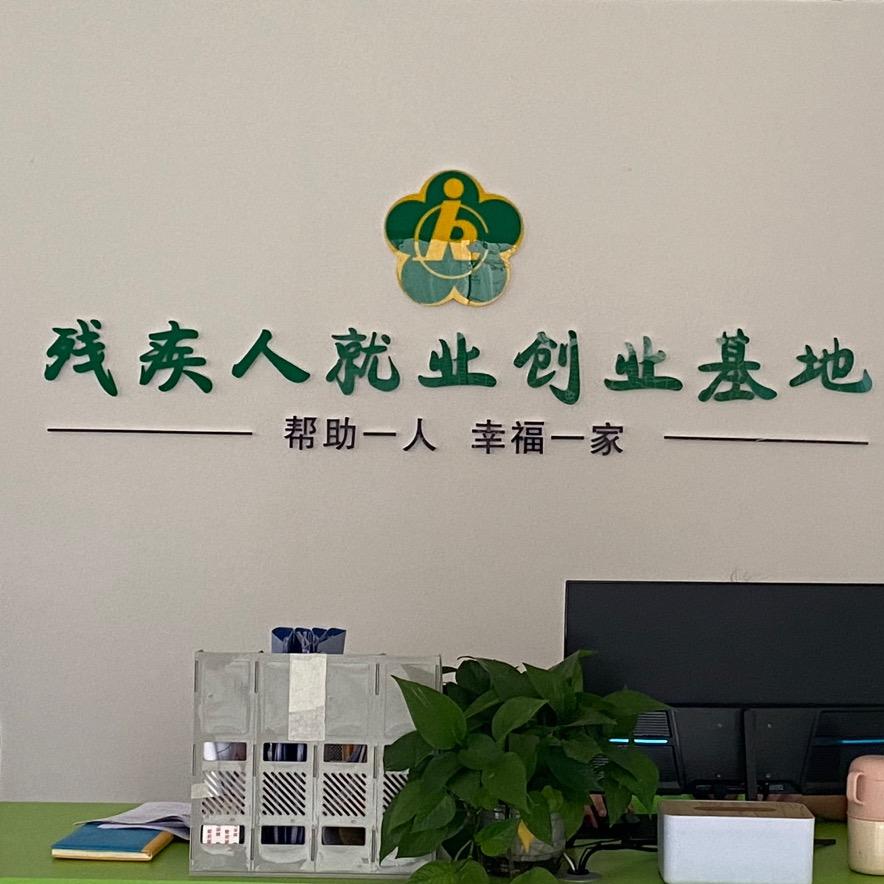 残疾人就业创业基地
帮助一人 幸福一家